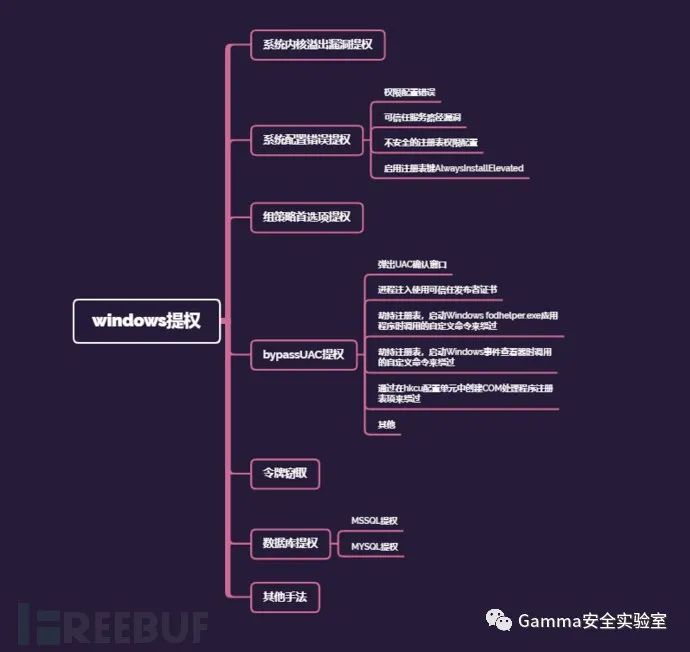 系统内核溢出漏洞提权
权限配置错误
可信任服务路径漏洞
系统配置错误提权
不安全的注册表权限配置
启用注册表键AlwaysInstallElevated
组策略首选项提权
弹出UAC确认窗口
进程注入使用可信任发布者证书
windows提权
劫持注册表，启动Windows fodhelper.exe应用
程序时调用的自定义命令来绕过
bypassUAC提权
劫持注册表，启动Windows事件查看器时调用
的自定义命令来绕过
通过在hkcu配置单元中创建COM处理程序注册
表项来绕过
其他
令牌窃取
MSSQL提权
数据库提权
MYSQL提权
其他手法
FREEBUF
Gamma安全实验室